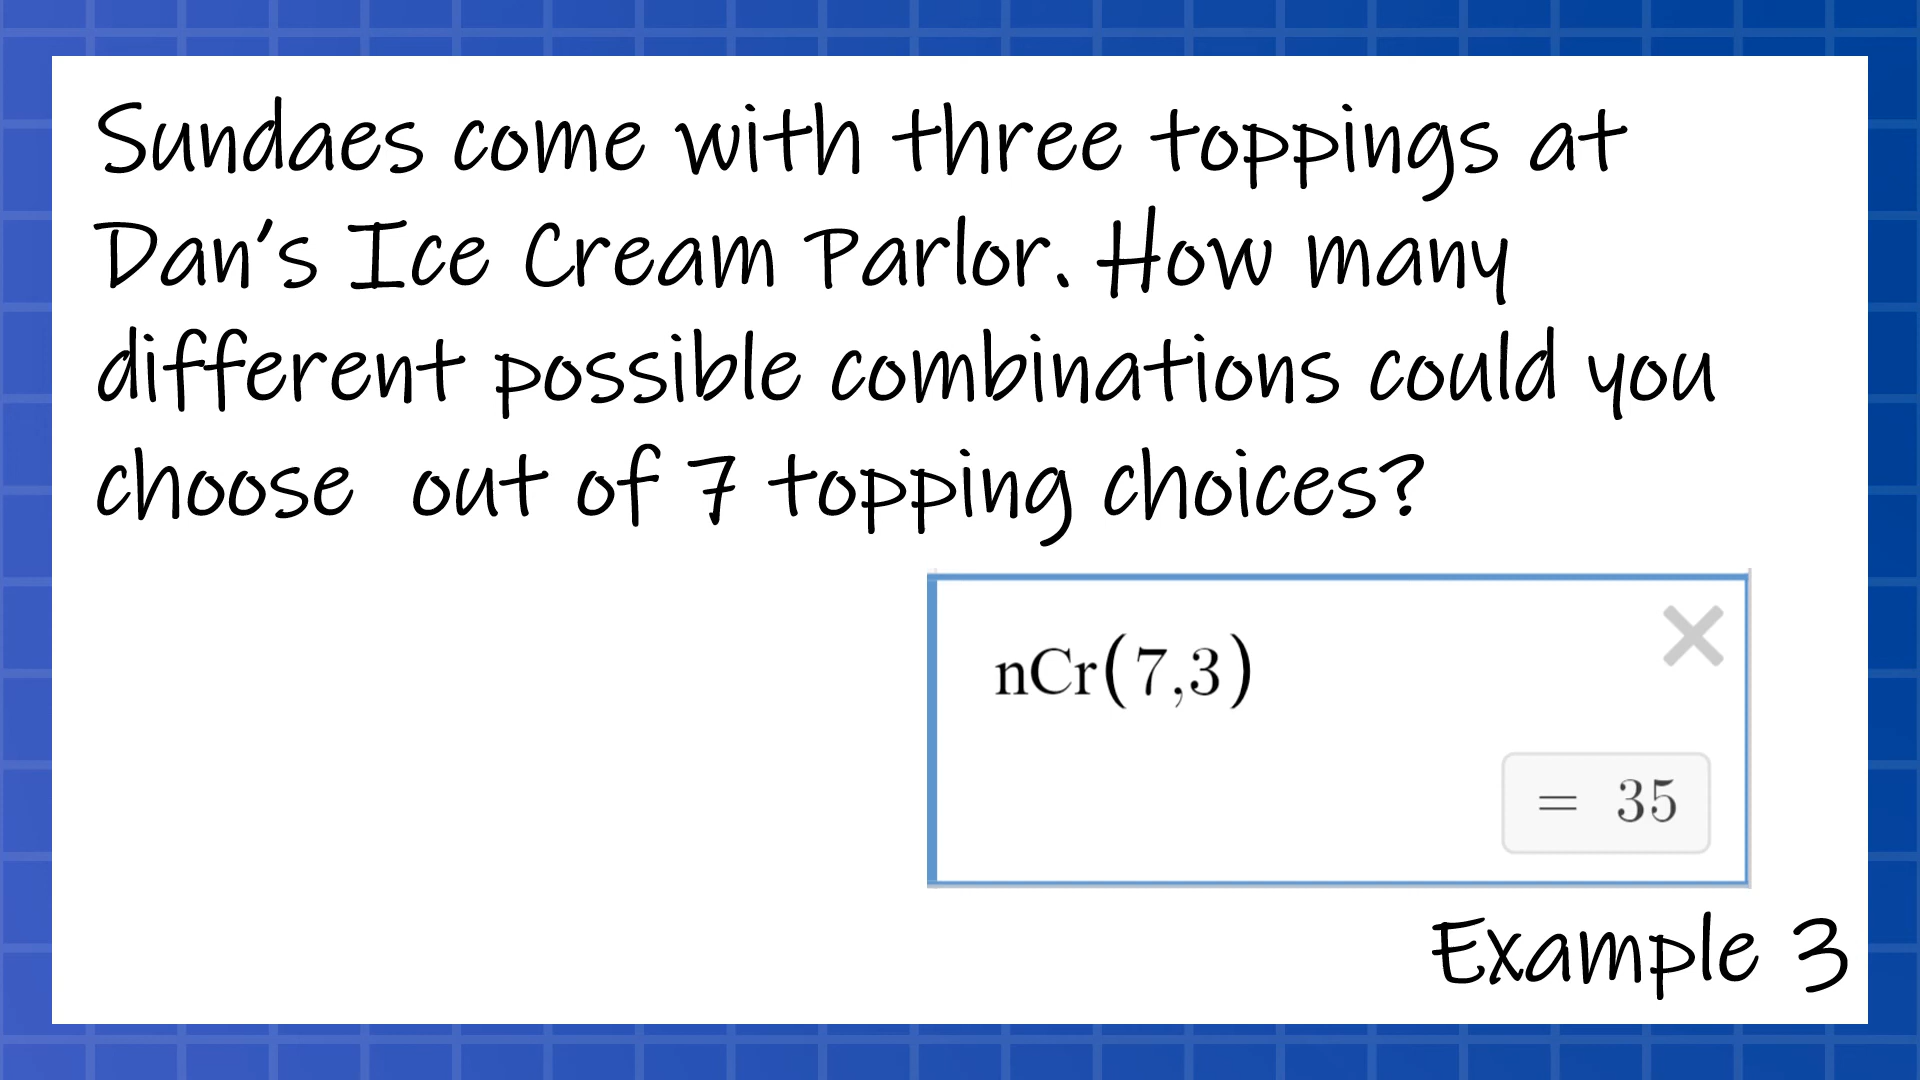 Sundaes come with three toppings at
Dan's Ice Cream Parlor. How many
different possible combinations could you
choose out of 7 topping choices?
nCr(7,3)
= 35
Example 3